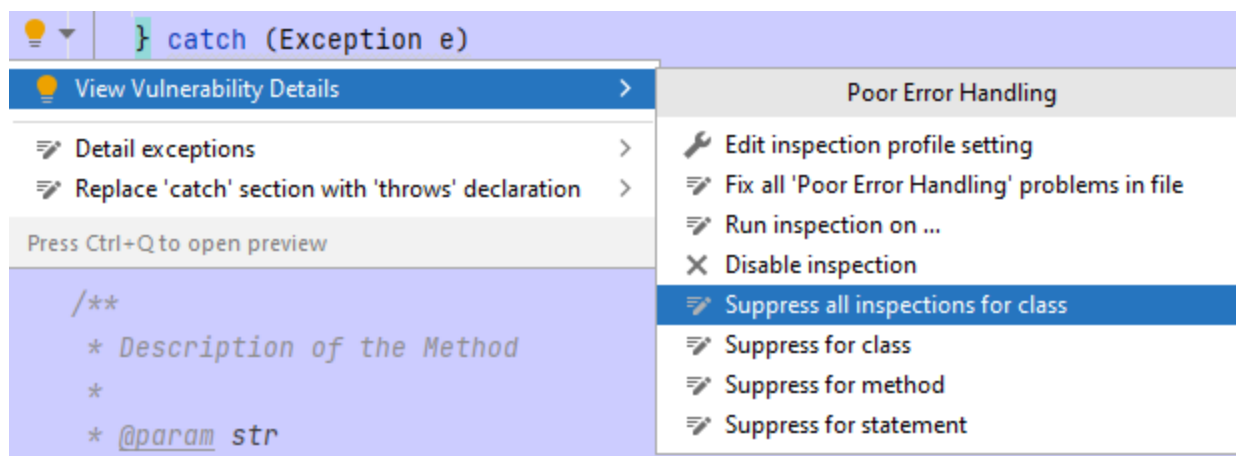 } catch (Exception e)
View Vulnerability Details
Detail exceptions
Replace 'catch' section with 'throws' declaration
Press Ctrl+Q to open preview
/**
* Description of the Method
*
* @param str
Poor Error Handling
Edit inspection profile setting
Fix all 'Poor Error Handling' problems in file
Run inspection on ...
Disable inspection
Suppress all inspections for class
Suppress for class
Suppress for method
Suppress for statement